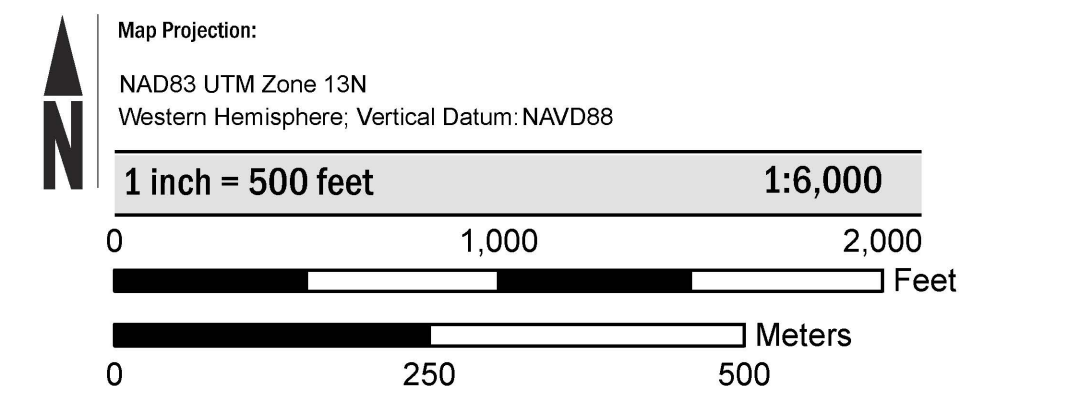 Map Projection:
NAD83 UTM Zone 13N
Western Hemisphere; Vertical Datum: NAVD88
N
1 inch = 500 feet 1:6,000
0 1,000 2,000
Feet
Meters
0 250 500